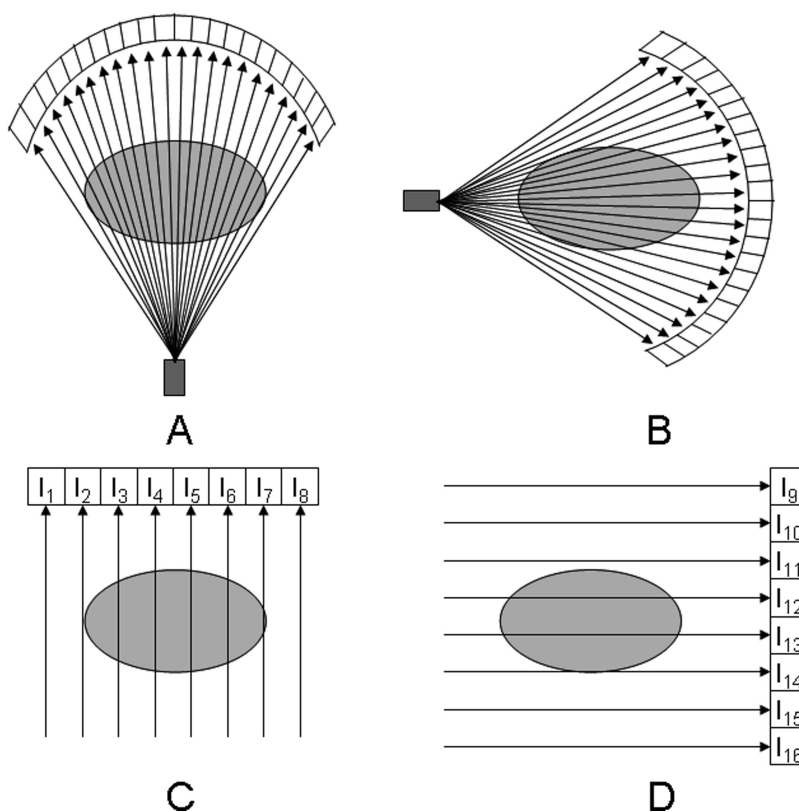 A
B
I₁ I₂ I₃ I₄ I₅ I₆ I₇ I₈
I₉
I₁₀
I₁₁
I₁₂
I₁₃
I₁₄
I₁₅
I₁₆
C
D